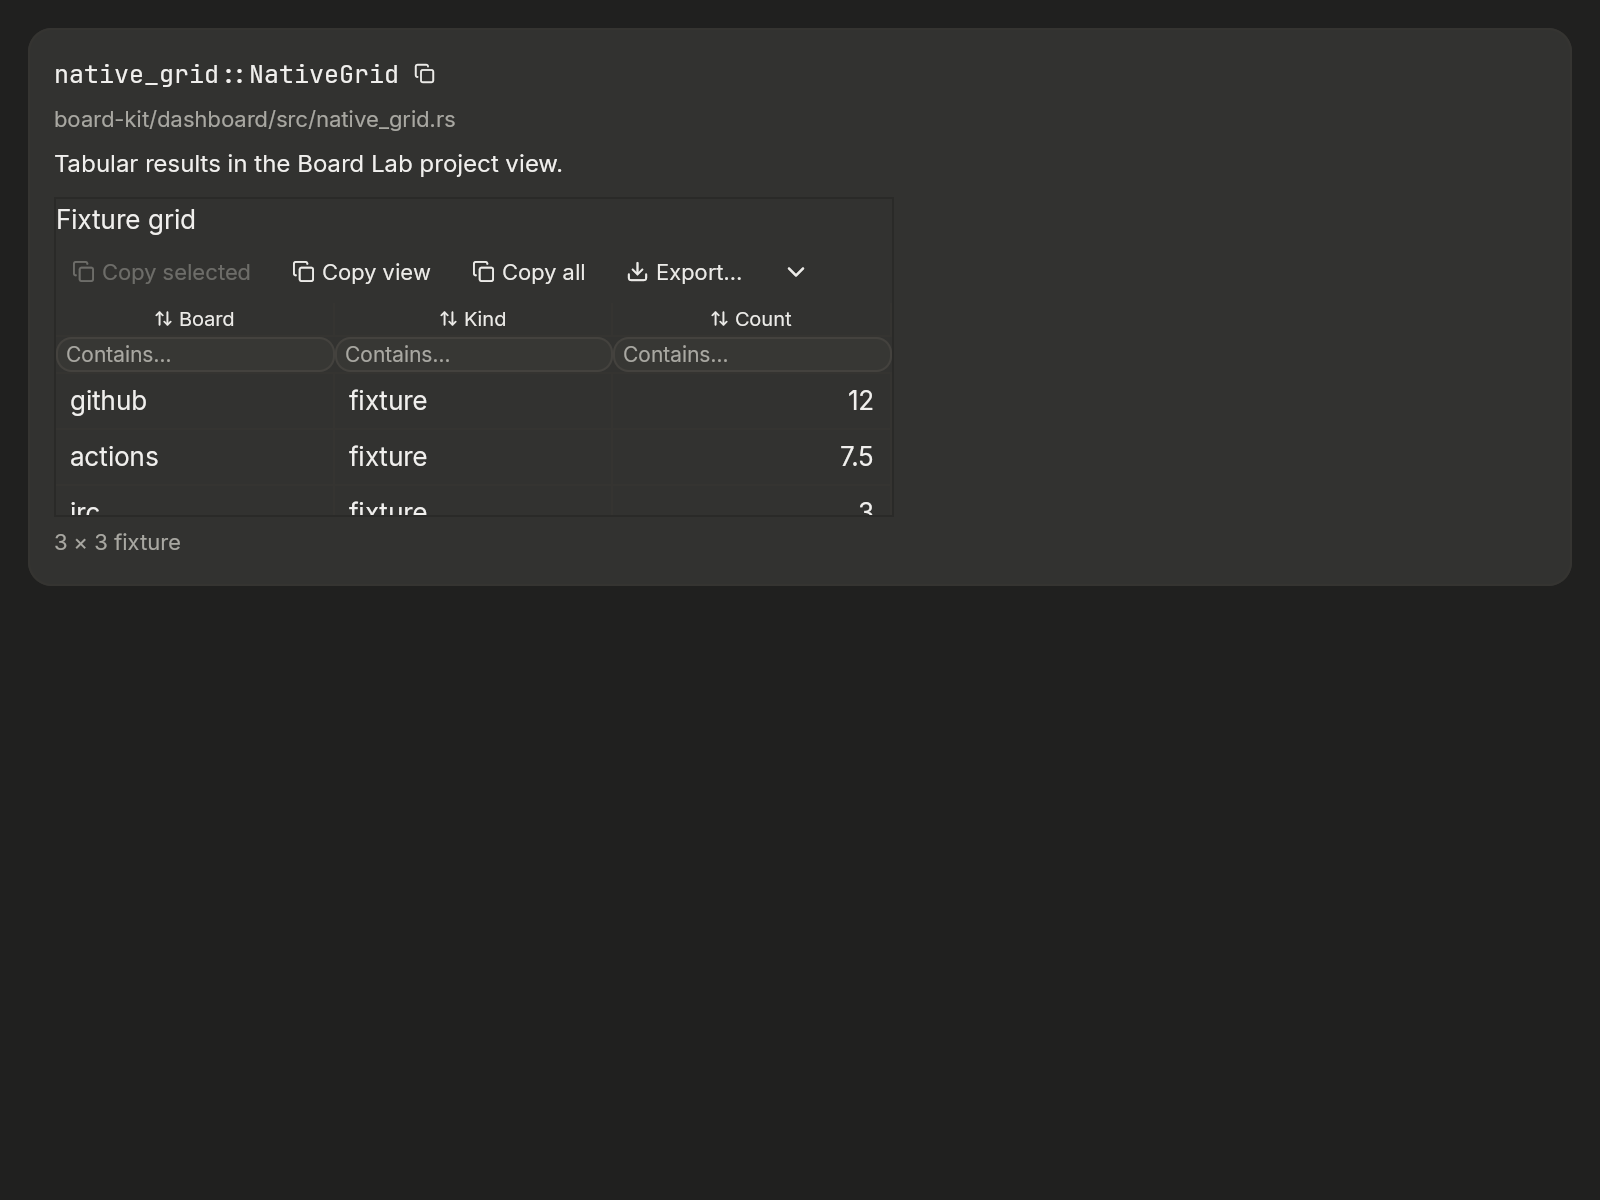 native_grid::NativeGrid
board-kit/dashboard/src/native_grid.rs
Tabular results in the Board Lab project view.
Fixture grid
Copy selected Copy view Copy all Export...
Board Kind Count
Contains... Contains... Contains...
github fixture 12
actions fixture 7.5
irc fixture 3
3 × 3 fixture